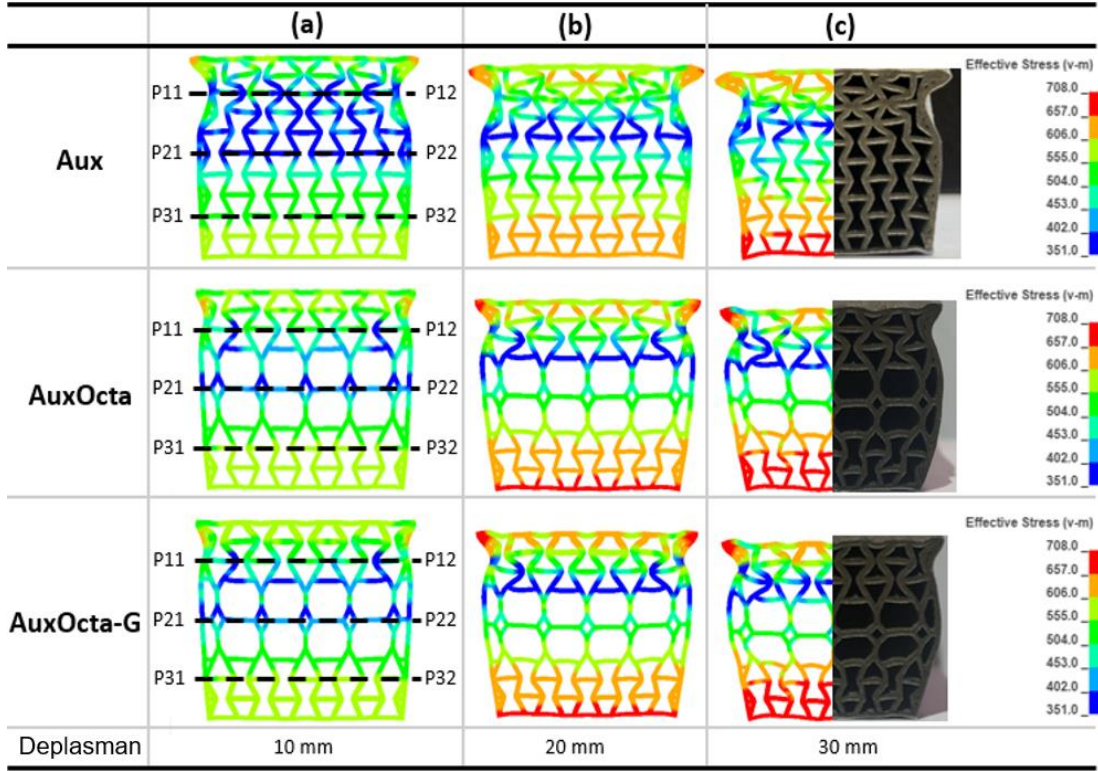 (a) (b) (c)
Aux
P11 P12
P21 P22
P31 P32
Effective Stress (v-m)
708.0
657.0
606.0
555.0
504.0
453.0
402.0
351.0
AuxOcta
P11 P12
P21 P22
P31 P32
Effective Stress (v-m)
708.0
657.0
606.0
555.0
504.0
453.0
402.0
351.0
AuxOcta-G
P11 P12
P21 P22
P31 P32
Effective Stress (v-m)
708.0
657.0
606.0
555.0
504.0
453.0
402.0
351.0
Deplasman 10 mm 20 mm 30 mm